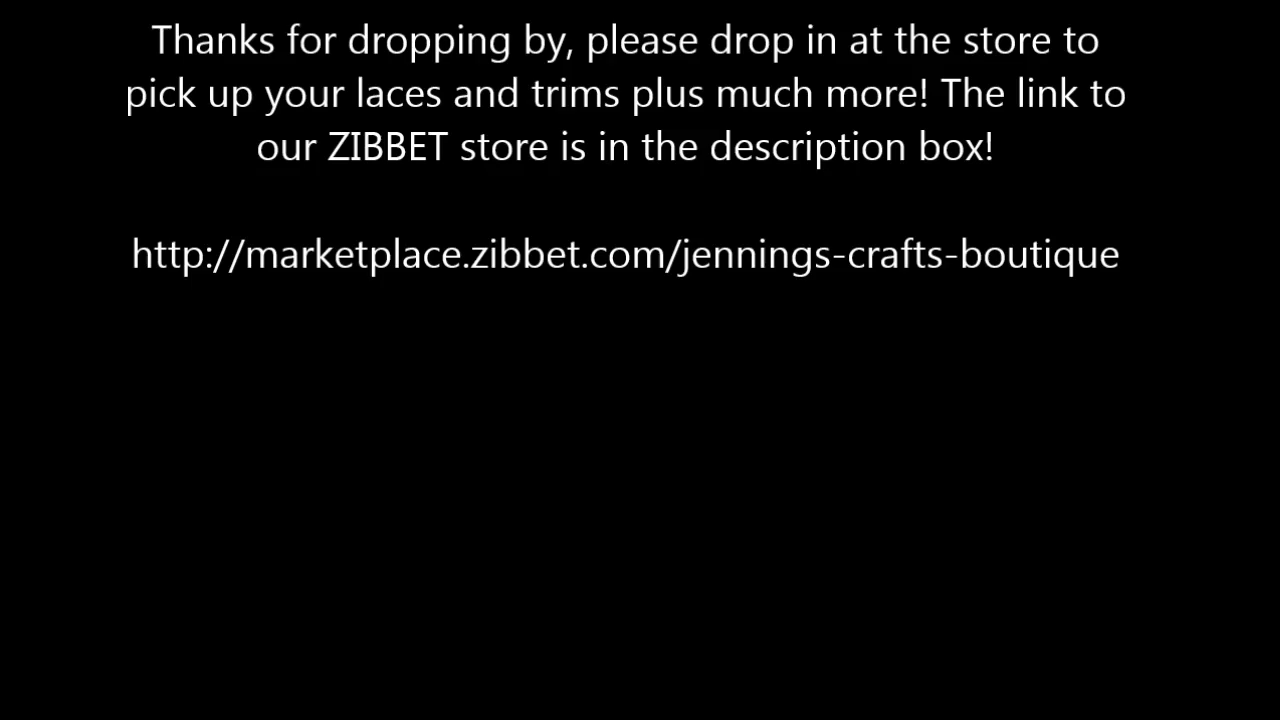 Thanks for dropping by, please drop in at the store to
pick up your laces and trims plus much more! The link to
our ZIBBET store is in the description box!
http://marketplace.zibbet.com/jennings-crafts-boutique